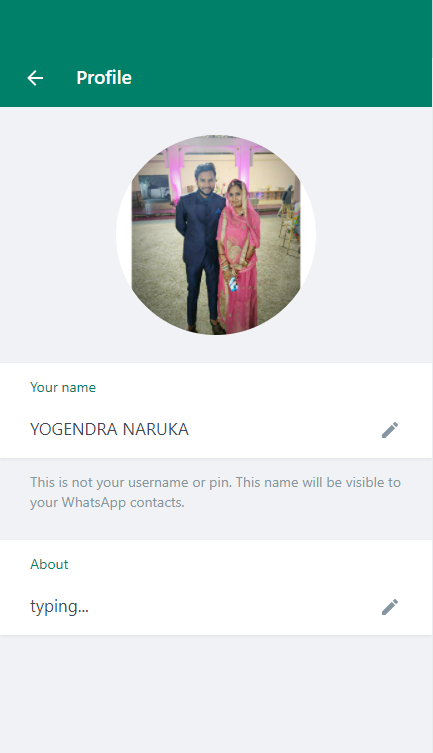 Profile
Your name
YOGENDRA NARUKA
This is not your username or pin. This name will be visible to
your WhatsApp contacts.
About
typing...